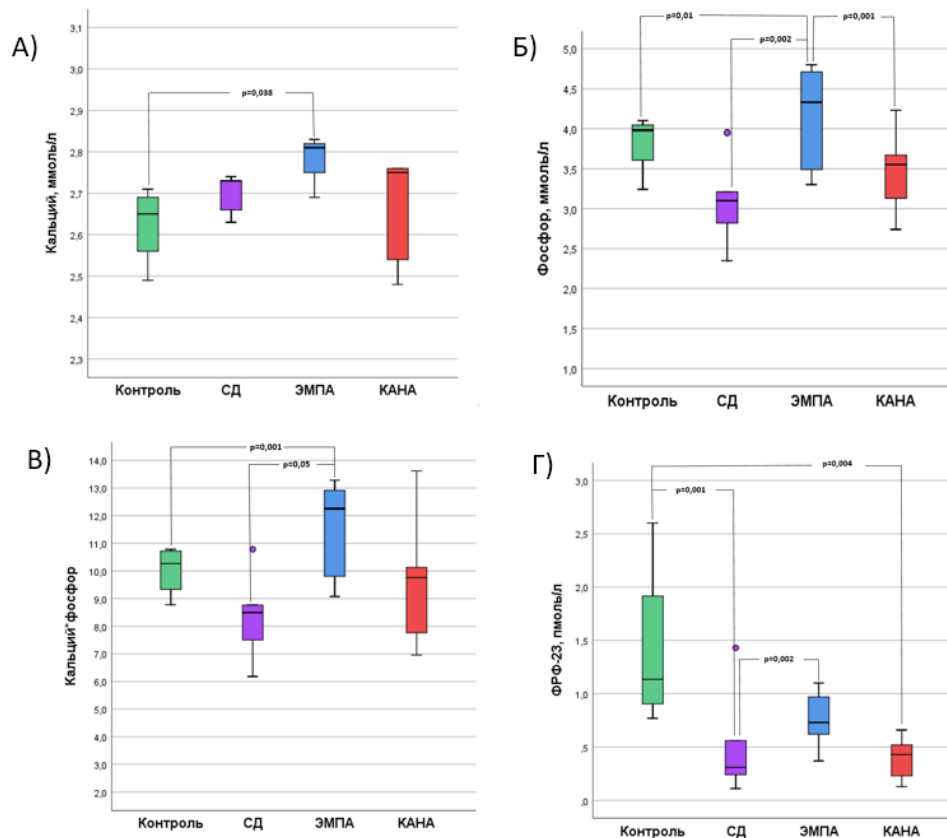 А)
Кальций, ммоль/л
3,1
3,0
2,9
2,8
2,7
2,6
2,5
2,4
2,3
p=0,038
Контроль СД ЭМПА КАНА
Б)
Фосфор, ммоль/л
5,0
4,5
4,0
3,5
3,0
2,5
2,0
1,5
1,0
p=0,01
p=0,002
p=0,001
Контроль СД ЭМПА КАНА
В)
Кальций*фосфор
14,0
13,0
12,0
11,0
10,0
9,0
8,0
7,0
6,0
5,0
4,0
3,0
2,0
p=0,001
p=0,05
Контроль СД ЭМПА КАНА
Г)
ФРФ-23, пмоль/л
3,0
2,5
2,0
1,5
1,0
,5
,0
p=0,004
p=0,001
p=0,002
Контроль СД ЭМПА КАНА